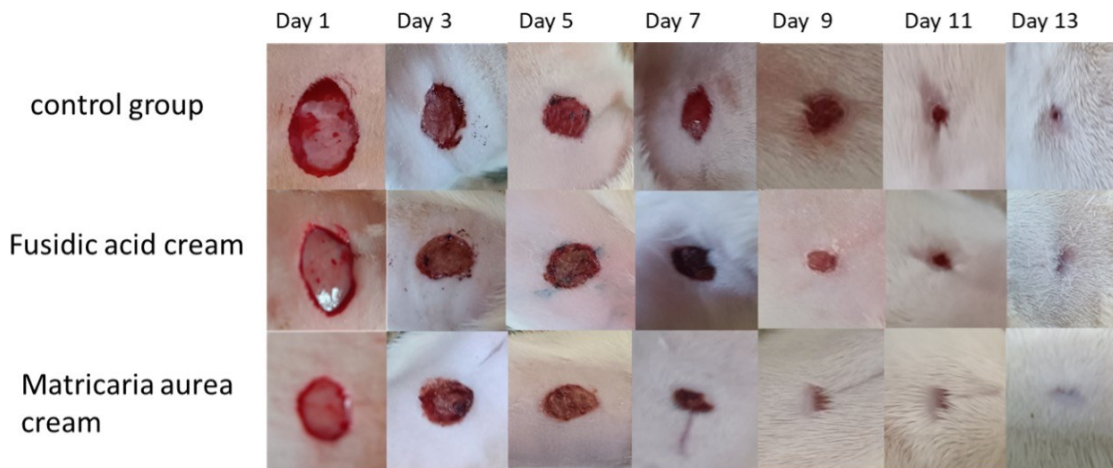 Day 1 Day 3 Day 5 Day 7 Day 9 Day 11 Day 13
control group
Fusidic acid cream
Matricaria aurea
cream